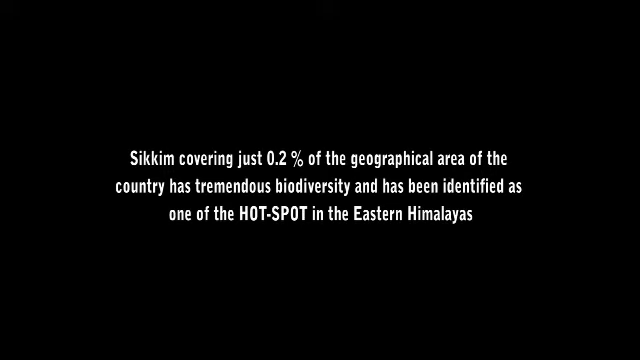 Sikkim covering just 0.2 % of the geographical area of the
country has tremendous biodiversity and has been identified as
one of the HOT-SPOT in the Eastern Himalayas